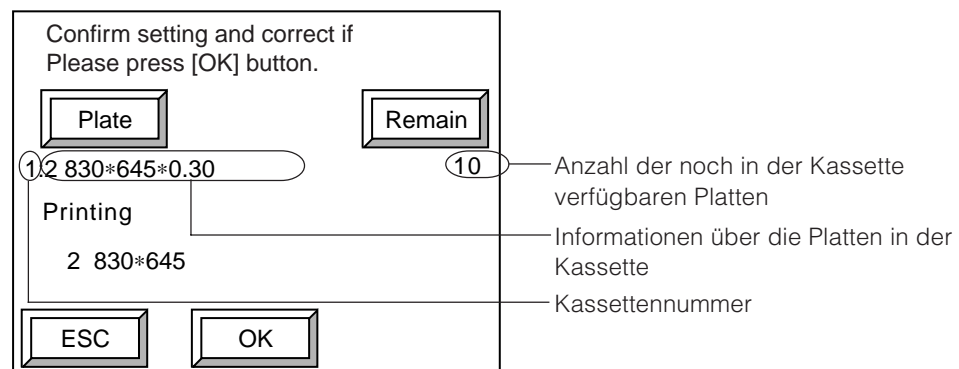 Confirm setting and correct if
Please press [OK] button.
Plate
Remain
1.2 830*645*0.30
10
Anzahl der noch in der Kassette
verfügbaren Platten
Printing
Informationen über die Platten in der
Kassette
2 830*645
Kassettennummer
ESC
OK